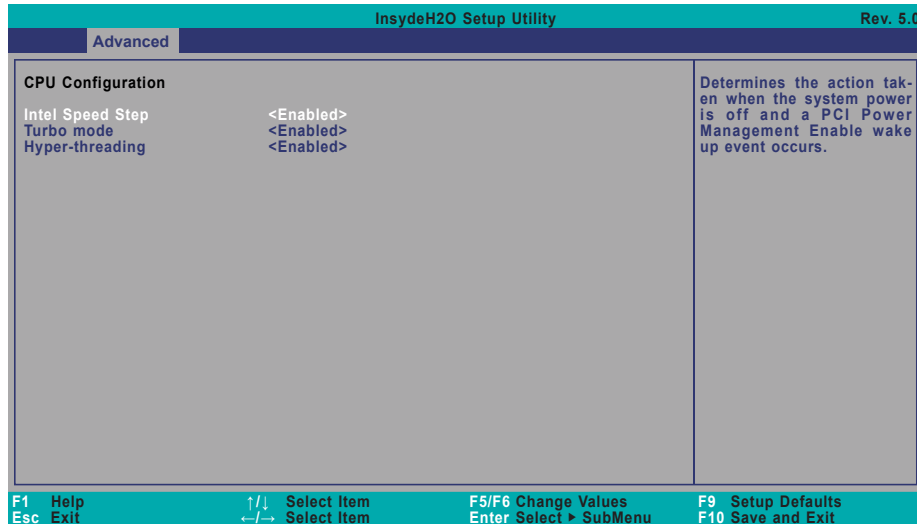 InsydeH2O Setup Utility Rev. 5.0
Advanced
CPU Configuration
Intel Speed Step <Enabled>
Turbo mode <Enabled>
Hyper-threading <Enabled>
Determines the action tak-
en when the system power
is off and a PCI Power
Management Enable wake
up event occurs.
F1 Help ↑/↓ Select Item F5/F6 Change Values F9 Setup Defaults
Esc Exit ←/→ Select Item Enter Select ▶ SubMenu F10 Save and Exit